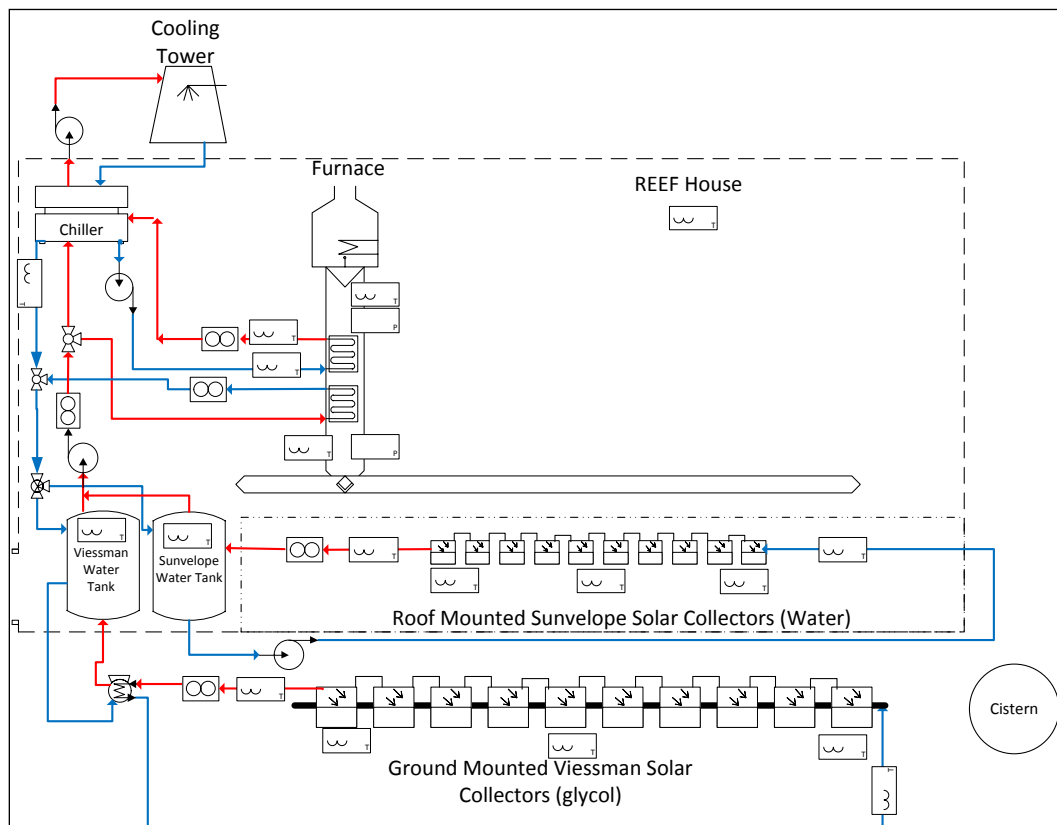 Cooling
Tower
Furnace
REEF House
T
Chiller
T
T
P
T
T
T
P
T
T
Viessman
Water
Tank
Sunvelope
Water Tank
T
T
T
T
T
Roof Mounted Sunvelope Solar Collectors (Water)
T
T
T
T
Cistern
Ground Mounted Viessman Solar
Collectors (glycol)
T